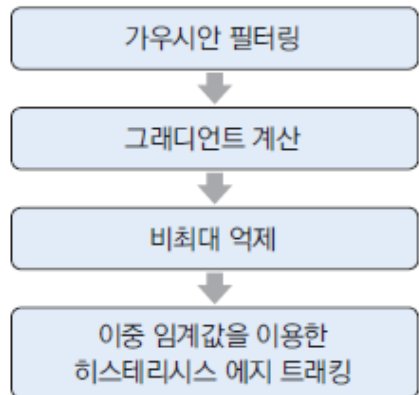 가우시안 필터링
그래디언트 계산
비최대 억제
이중 임계값을 이용한
히스테리시스 에지 트래킹